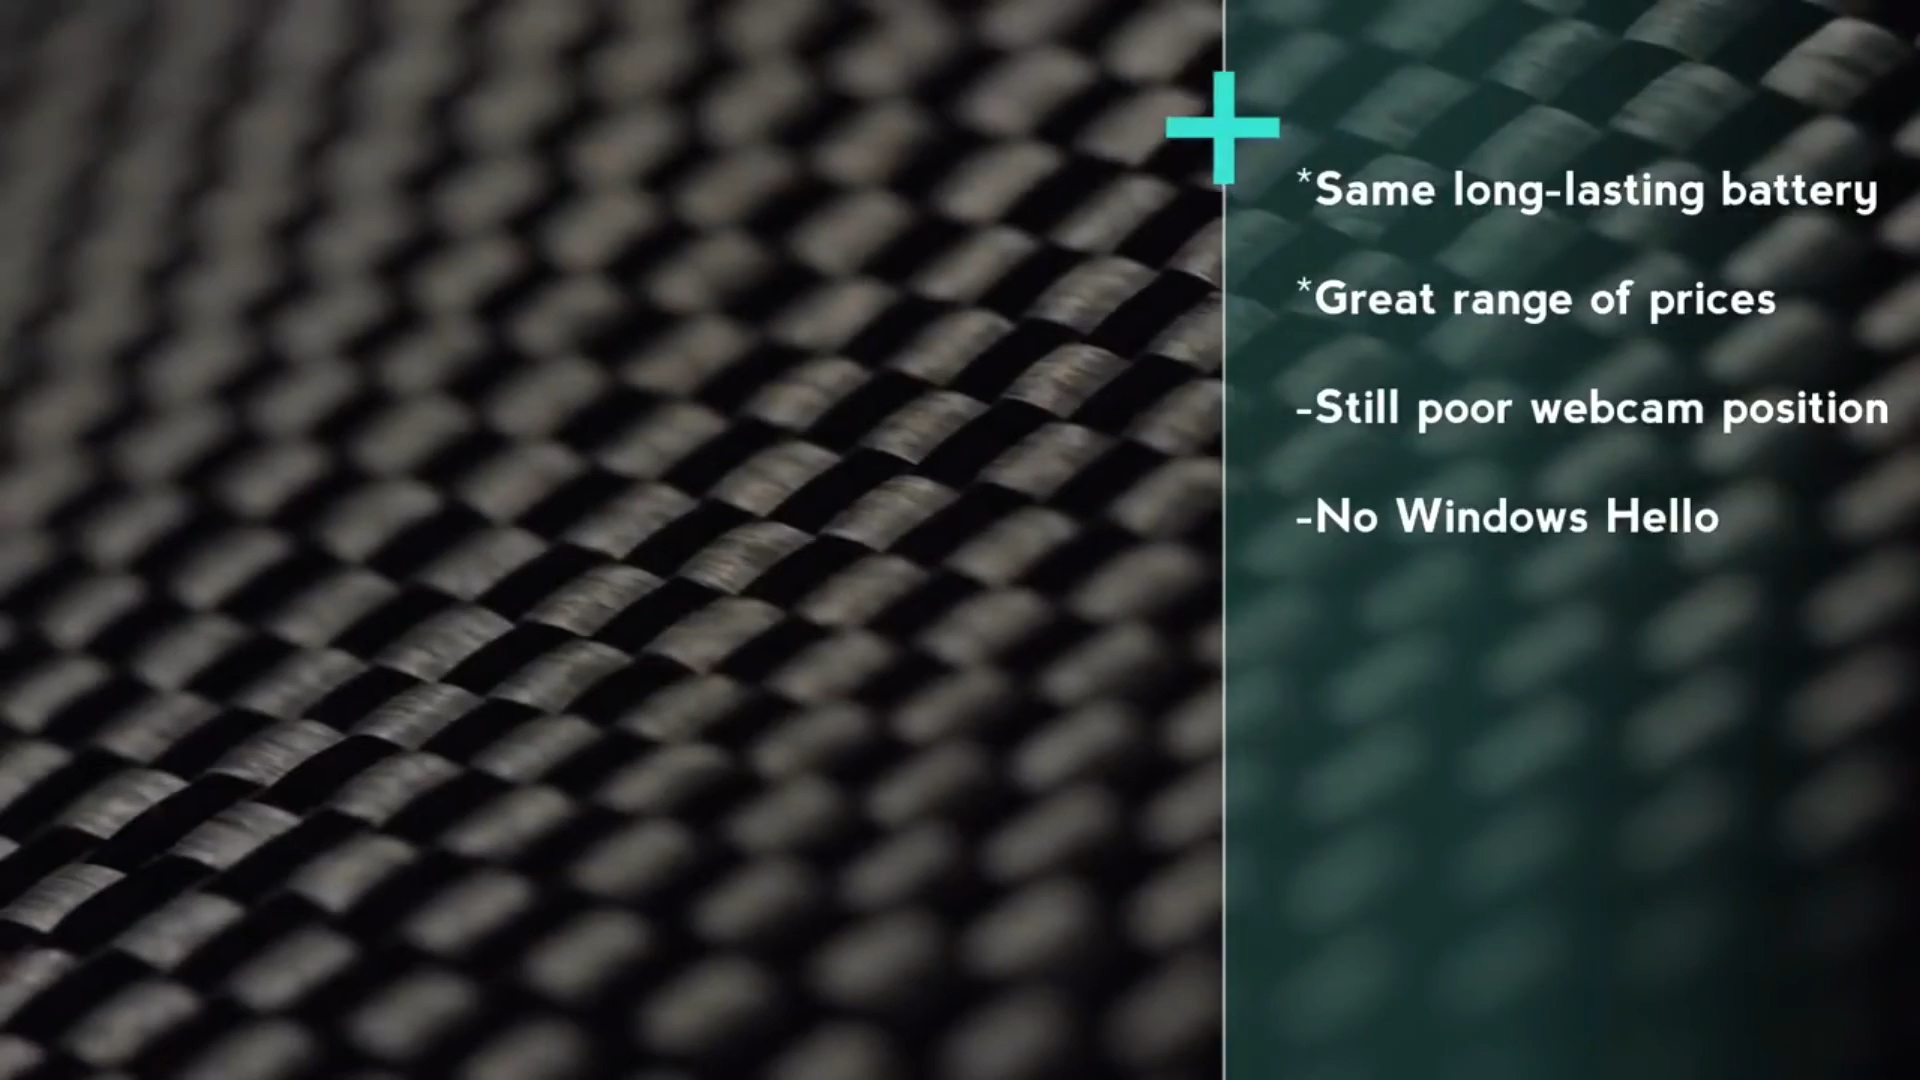 *Same long-lasting battery
*Great range of prices
-Still poor webcam position
-No Windows Hello